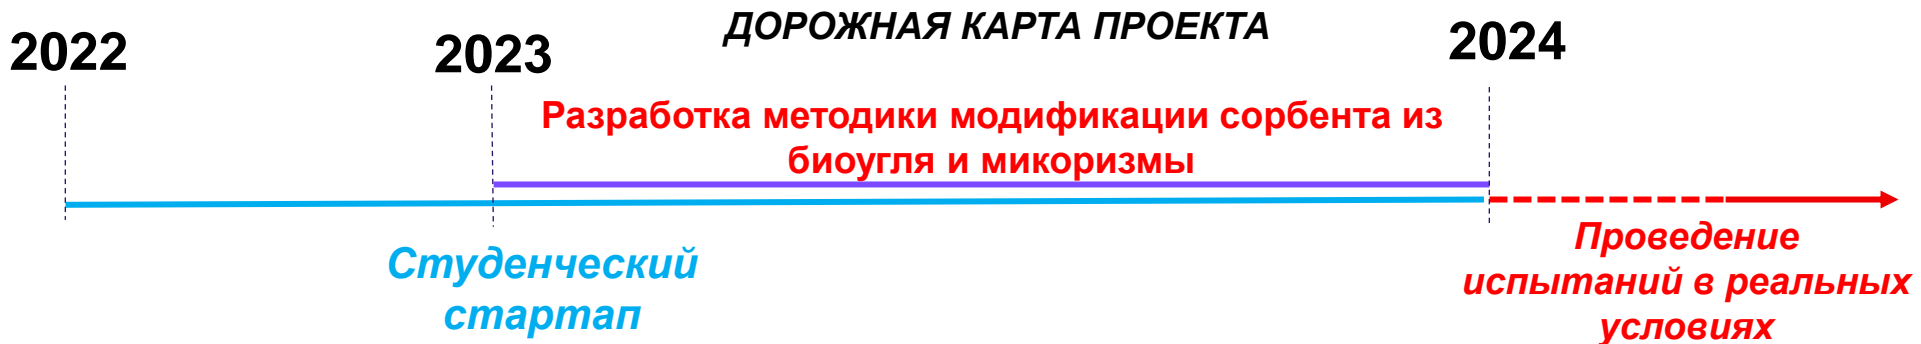 ДОРОЖНАЯ КАРТА ПРОЕКТА
2022
2023
2024
Разработка методики модификации сорбента из
биоугля и микоризмы
Студенческий
стартап
Проведение
испытаний в реальных
условиях